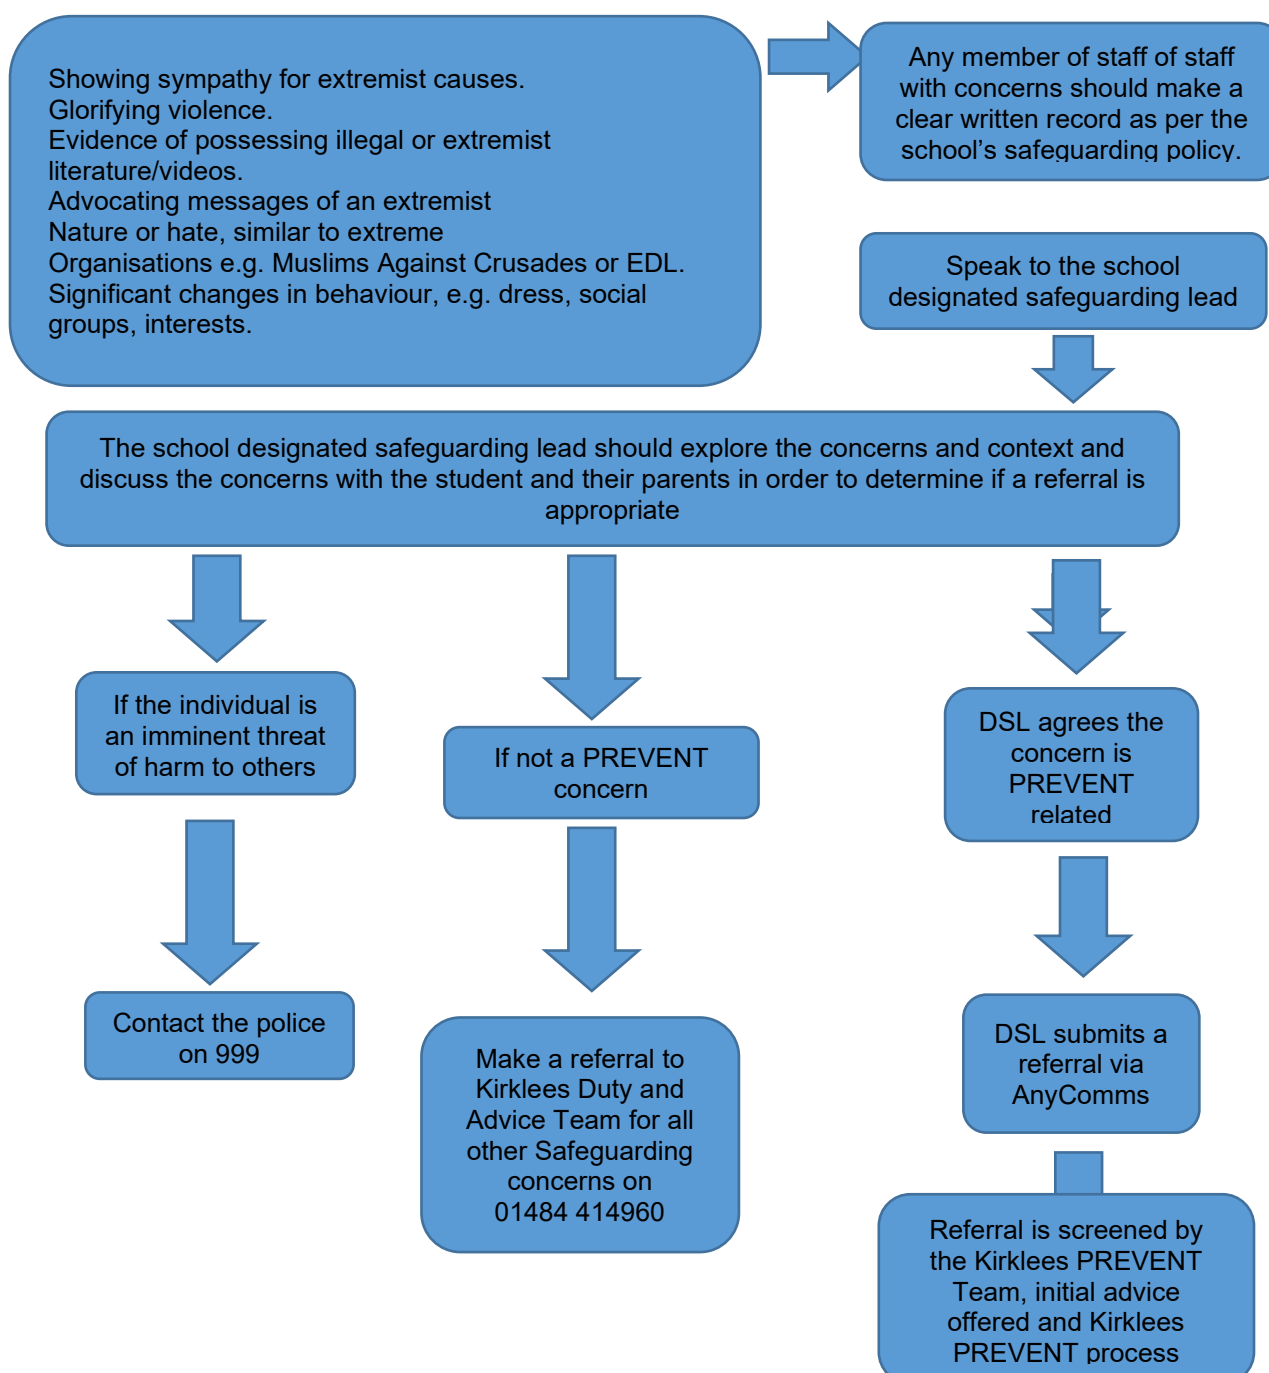 Showing sympathy for extremist causes.
Glorifying violence.
Evidence of possessing illegal or extremist
literature/videos.
Advocating messages of an extremist
Nature or hate, similar to extreme
Organisations e.g. Muslims Against Crusades or EDL.
Significant changes in behaviour, e.g. dress, social
groups, interests.
Any member of staff of staff
with concerns should make a
clear written record as per the
school’s safeguarding policy.
Speak to the school
designated safeguarding lead
The school designated safeguarding lead should explore the concerns and context and
discuss the concerns with the student and their parents in order to determine if a referral is
appropriate
If the individual is
an imminent threat
of harm to others
Contact the police
on 999
If not a PREVENT
concern
Make a referral to
Kirklees Duty and
Advice Team for all
other Safeguarding
concerns on
01484 414960
DSL agrees the
concern is
PREVENT
related
DSL submits a
referral via
AnyComms
Referral is screened by
the Kirklees PREVENT
Team, initial advice
offered and Kirklees
PREVENT process